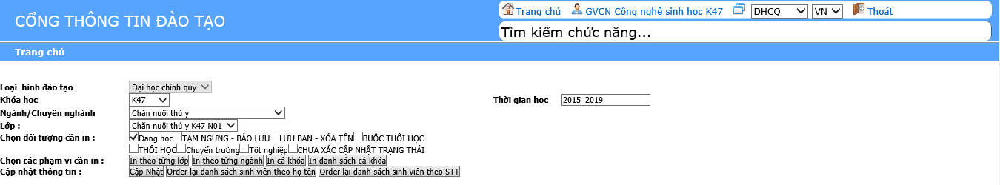 CỔNG THÔNG TIN ĐÀO TẠO
Trang chủ GVCN Công nghệ sinh học K47 DHCQ VN Thoát
Tìm kiếm chức năng...
Trang chủ
Loại hình đào tạo Đại học chính quy
Khóa học K47 Thời gian học 2015_2019
Ngành/Chuyên nghành Chăn nuôi thú y
Lớp : Chăn nuôi thú y K47 N01
Chọn đối tượng cần in : Đang học TẠM NGƯNG - BẢO LƯU LƯU BAN - XÓA TÊN BUỘC THÔI HỌC
THÔI HỌC Chuyển trường Tốt nghiệp CHƯA XÁC CẬP NHẬT TRẠNG THÁI
Chọn các phạm vi cần in : In theo từng lớp In theo từng ngành In cả khóa In danh sách cả khóa
Cập nhật thông tin : Cập Nhật Order lại danh sách sinh viên theo họ tên Order lại danh sách sinh viên theo STT